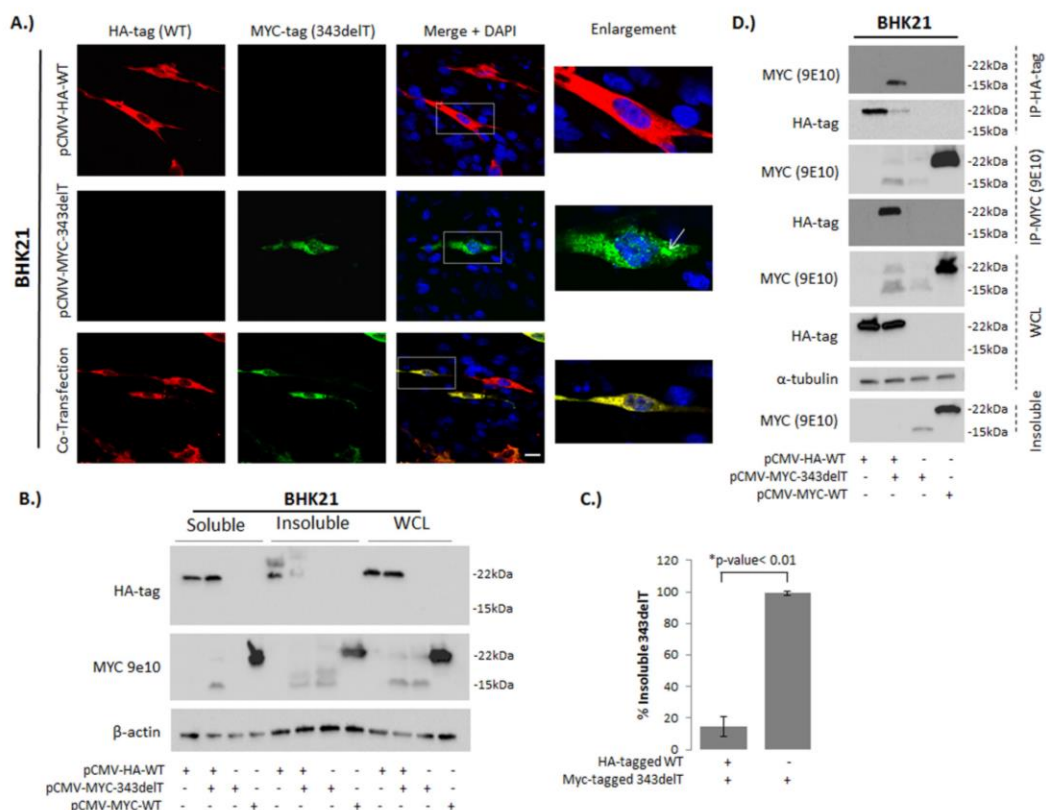 A.)
HA-tag (WT)
MYC-tag (343delT)
Merge + DAPI
Enlargement
BHK21
pCMV-HA-WT
pCMV-MYC-343delT
Co-Transfection
B.)
BHK21
Soluble
Insoluble
WCL
HA-tag
-22kDa
-15kDa
MYC 9e10
-22kDa
-15kDa
β-actin
pCMV-HA-WT + + - - + + - - + + - -
pCMV-MYC-343delT - + + - - + + - - + + -
pCMV-MYC-WT - - - + - - - + - - - +
C.)
*p-value< 0.01
% Insoluble 343delT
120
100
80
60
40
20
0
HA-tagged WT + -
Myc-tagged 343delT + +
D.)
BHK21
MYC (9E10)
-22kDa
-15kDa
HA-tag
-22kDa
-15kDa
IP-HA-tag
MYC (9E10)
-22kDa
-15kDa
HA-tag
-22kDa
-15kDa
IP-MYC (9E10)
MYC (9E10)
-22kDa
-15kDa
HA-tag
-22kDa
-15kDa
α-tubulin
WCL
MYC (9E10)
-22kDa
-15kDa
Insoluble
pCMV-HA-WT + + - -
pCMV-MYC-343delT - + + -
pCMV-MYC-WT - - - +